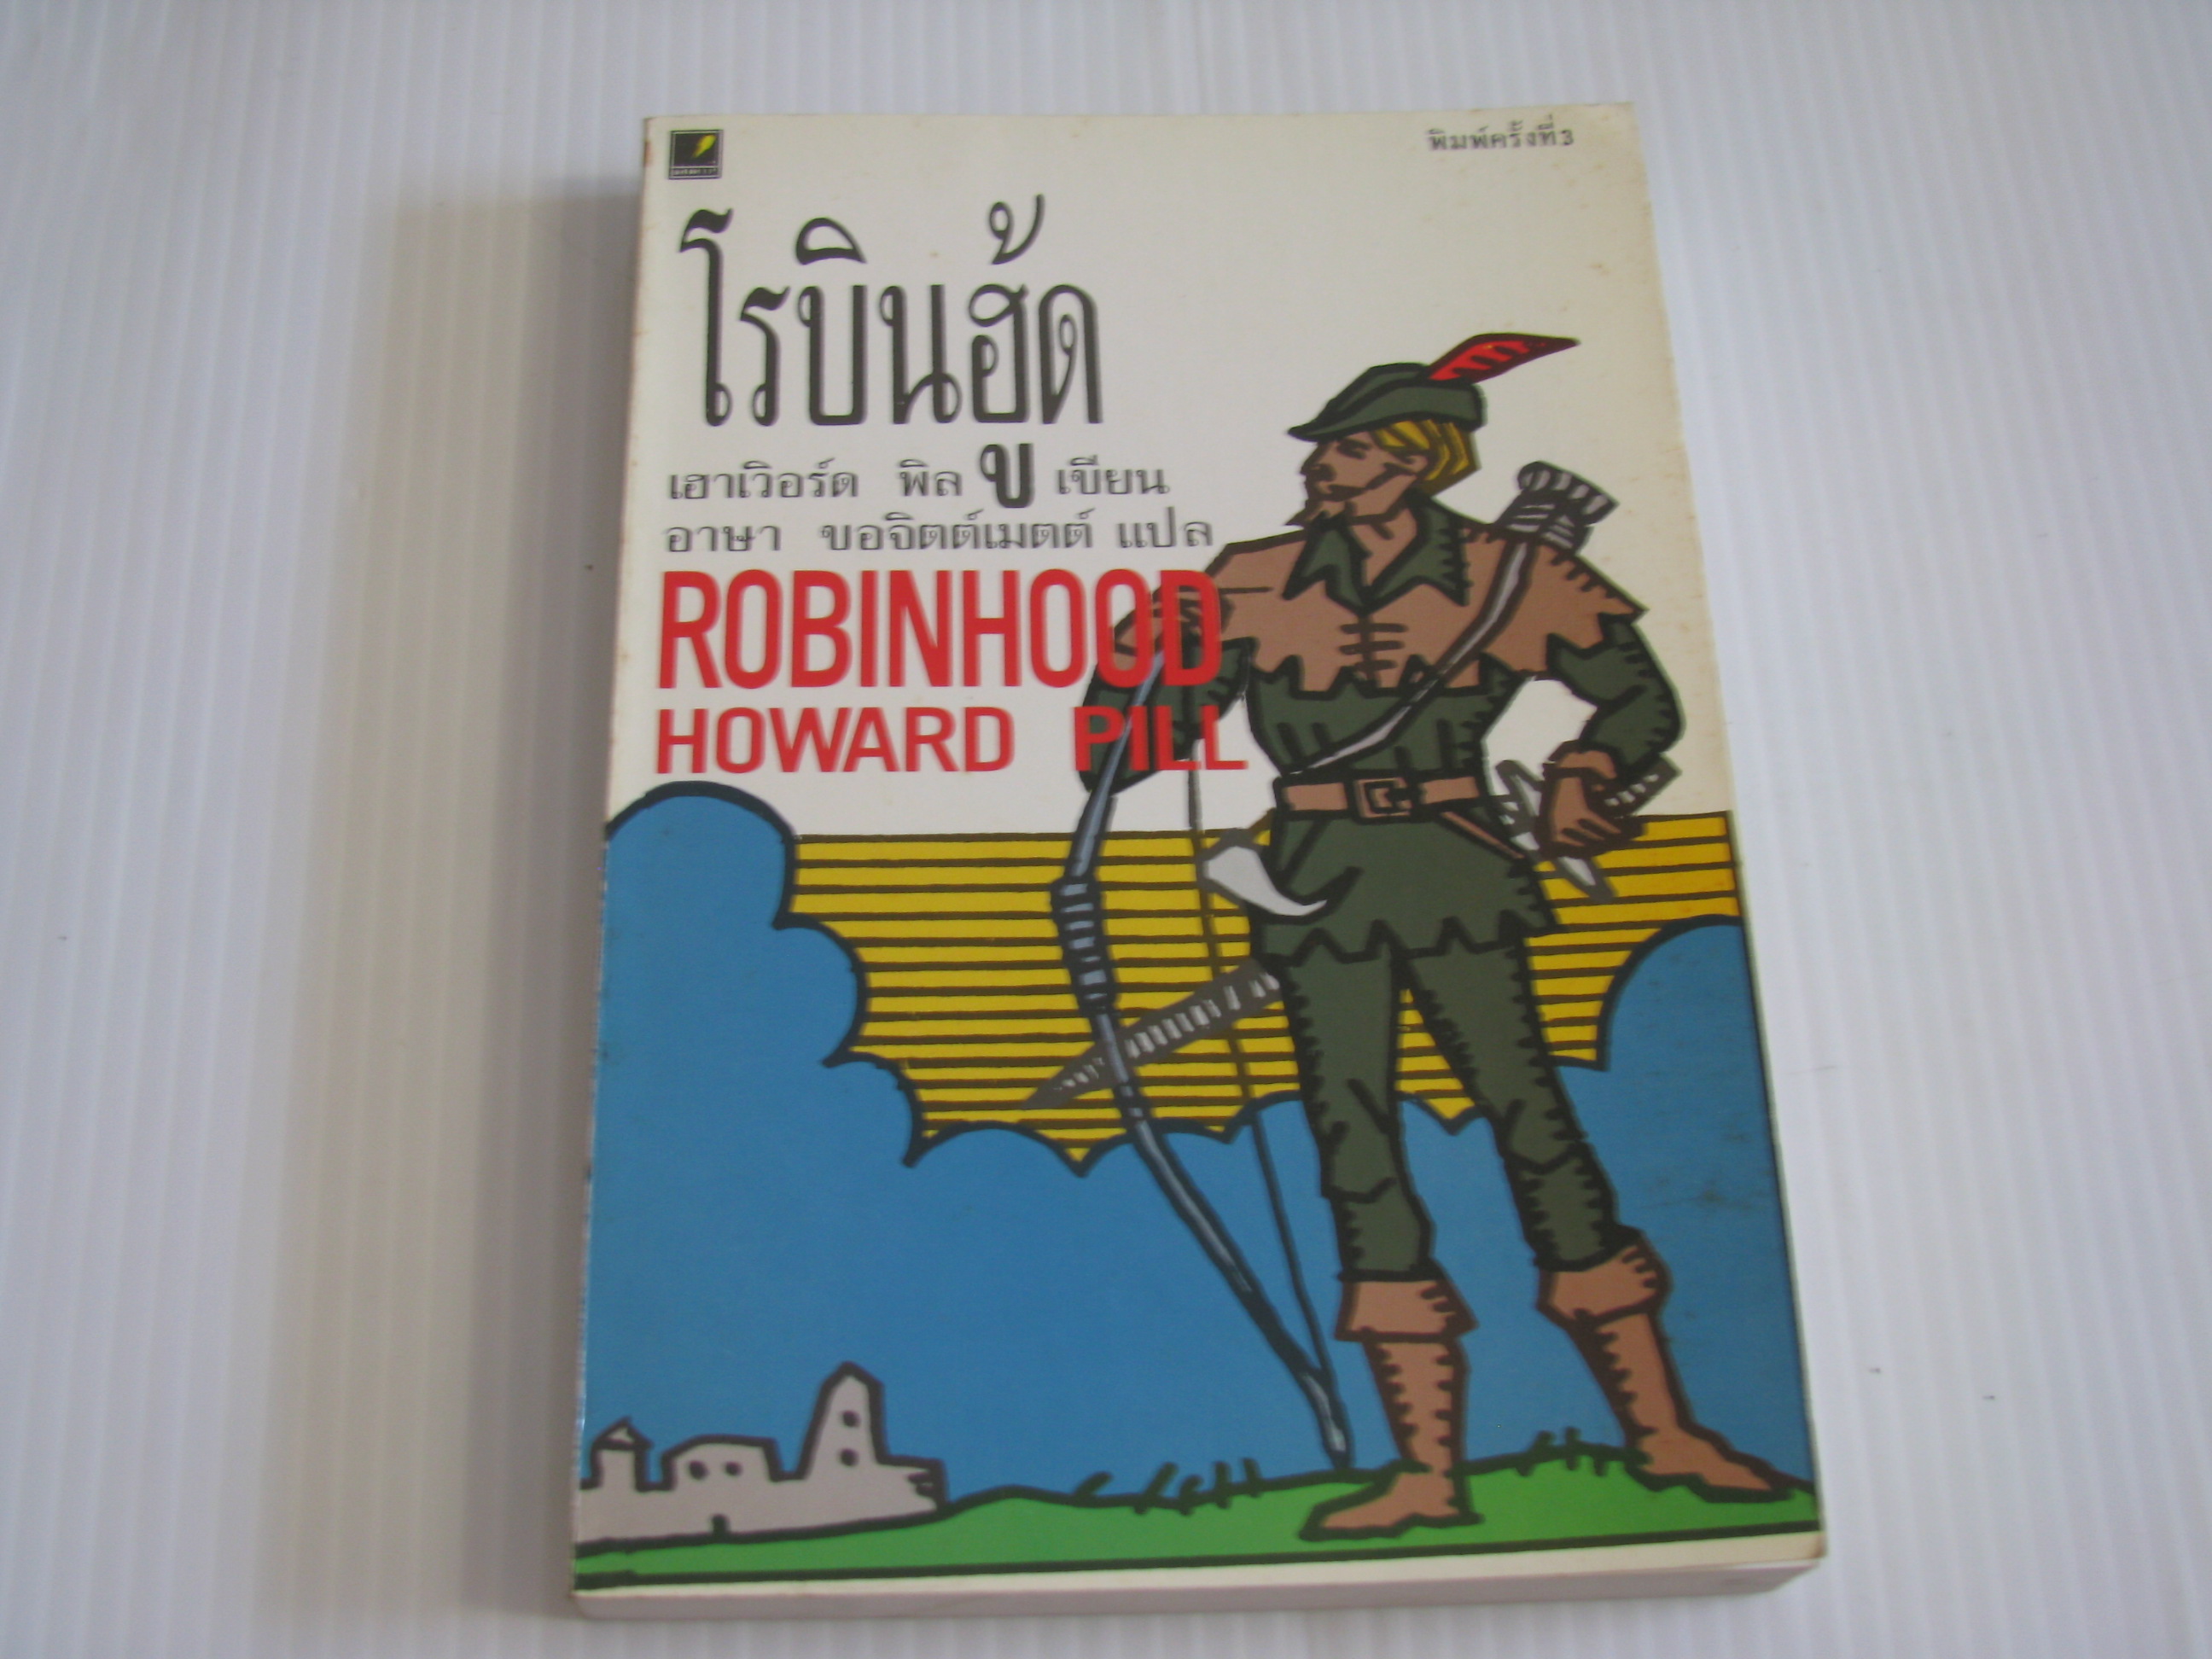 พิมพ์ครั้งที่3
โรบินฮู้ด
เฮาเวิอร์ด พิล เขียน
อาษา ขอจิตต์เมตต์ แปล
ROBINHOOD
HOWARD PILL